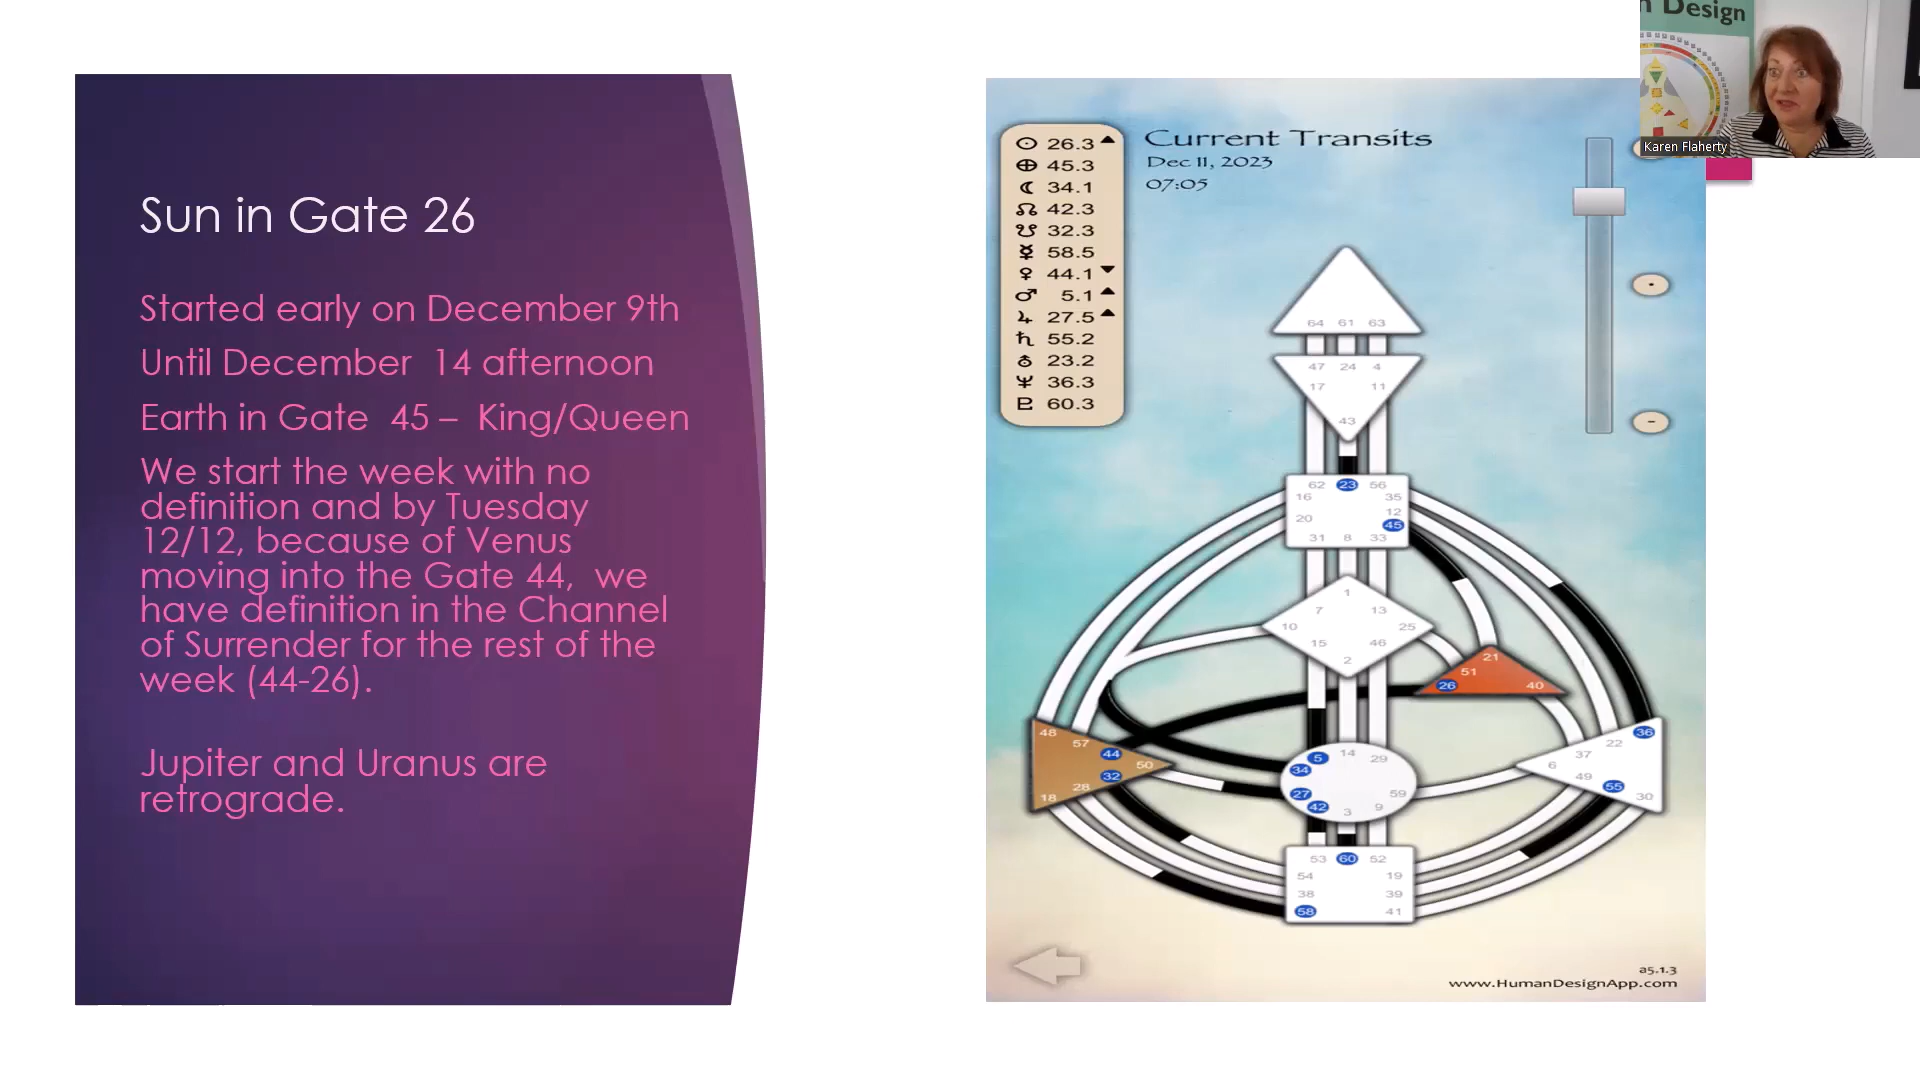 Sun in Gate 26
Started early on December 9th
Until December 14 afternoon
Earth in Gate 45 – King/Queen
We start the week with no
definition and by Tuesday
12/12, because of Venus
moving into the Gate 44, we
have definition in the Channel
of Surrender for the rest of the
week (44-26).
Jupiter and Uranus are
retrograde.
Current Transits
Dec 11, 2023
07:05
☉ 26.3 ▲
⊕ 45.3
☾ 34.1
☊ 42.3
☋ 32.3
☿ 58.5
♀ 44.1 ▼
♂ 5.1 ▲
♃ 27.5 ▲
♄ 55.2
⛢ 23.2
♆ 36.3
♇ 60.3
64 61 63
47 24 4
17 11
43
62 23 56
16 35
12
20 45
31 8 33
1
7 13
10 25
15 46
2
21
51
26 40
48
57
44
50
32
28
18
36
22
37
6
49
55
30
5 14 29
34
27 59
42 3 9
53 60 52
54 19
38 39
58 41
a5.1.3
www.HumanDesignApp.com
n Design
Karen Flaherty